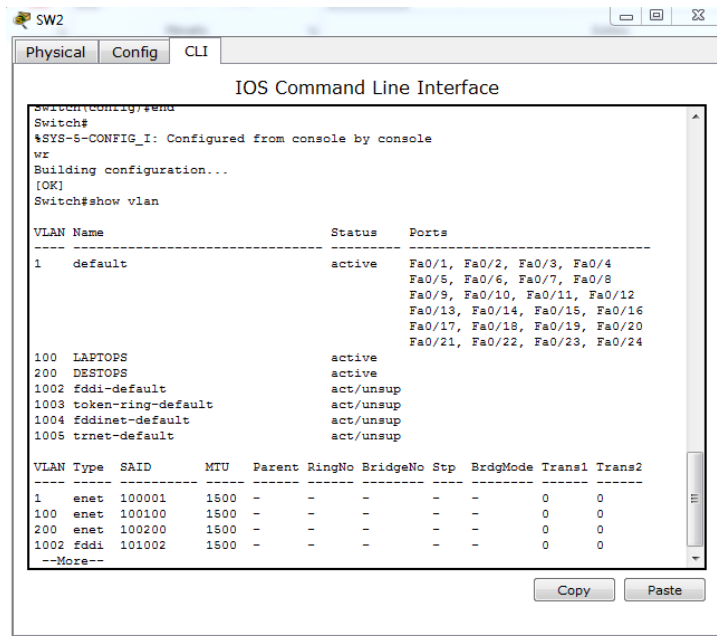 SW2
Physical Config CLI
IOS Command Line Interface
Switch(config)#end
Switch#
%SYS-5-CONFIG_I: Configured from console by console
wr
Building configuration...
[OK]
Switch#show vlan
VLAN Name Status Ports
---- -------------------------------- --------- -------------------------------
1 default active Fa0/1, Fa0/2, Fa0/3, Fa0/4
Fa0/5, Fa0/6, Fa0/7, Fa0/8
Fa0/9, Fa0/10, Fa0/11, Fa0/12
Fa0/13, Fa0/14, Fa0/15, Fa0/16
Fa0/17, Fa0/18, Fa0/19, Fa0/20
Fa0/21, Fa0/22, Fa0/23, Fa0/24
100 LAPTOPS active
200 DESTOPS active
1002 fddi-default act/unsup
1003 token-ring-default act/unsup
1004 fddinet-default act/unsup
1005 trnet-default act/unsup
VLAN Type SAID MTU Parent RingNo BridgeNo Stp BrdgMode Trans1 Trans2
---- ----- ---------- ----- ------ ------ -------- ---- -------- ------ ------
1 enet 100001 1500 - - - - - 0 0
100 enet 100100 1500 - - - - - 0 0
200 enet 100200 1500 - - - - - 0 0
1002 fddi 101002 1500 - - - - - 0 0
--More--
Copy Paste